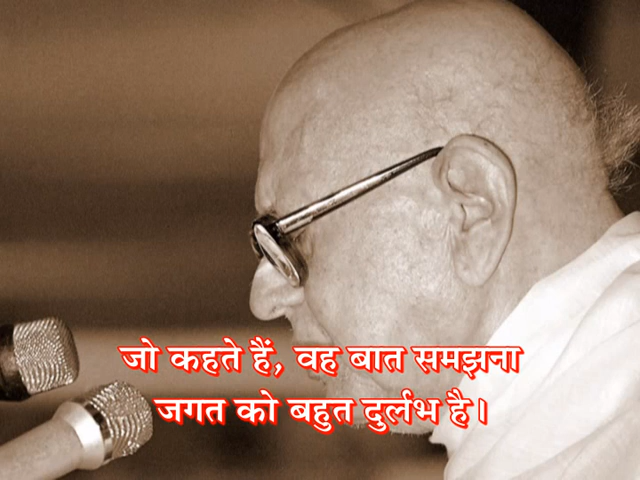 जो कहते हैं, वह बात समझना
जगत को बहुत दुर्लभ है।